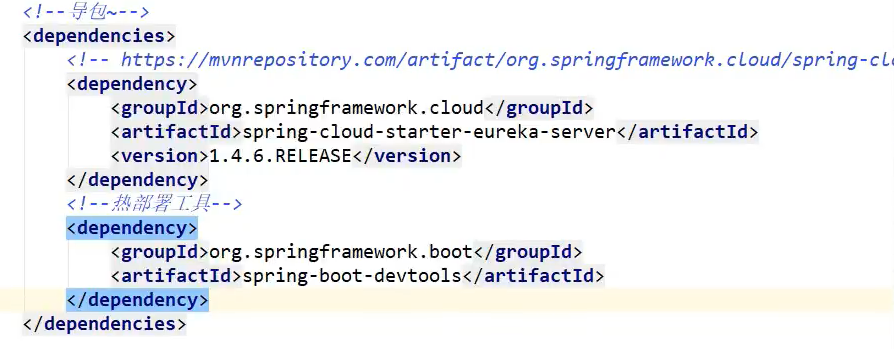 <!--导包~-->
<dependencies>
<!-- https://mvnrepository.com/artifact/org.springframework.cloud/spring-cl
<dependency>
<groupId>org.springframework.cloud</groupId>
<artifactId>spring-cloud-starter-eureka-server</artifactId>
<version>1.4.6.RELEASE</version>
</dependency>
<!--热部署工具-->
<dependency>
<groupId>org.springframework.boot</groupId>
<artifactId>spring-boot-devtools</artifactId>
</dependency>
</dependencies>